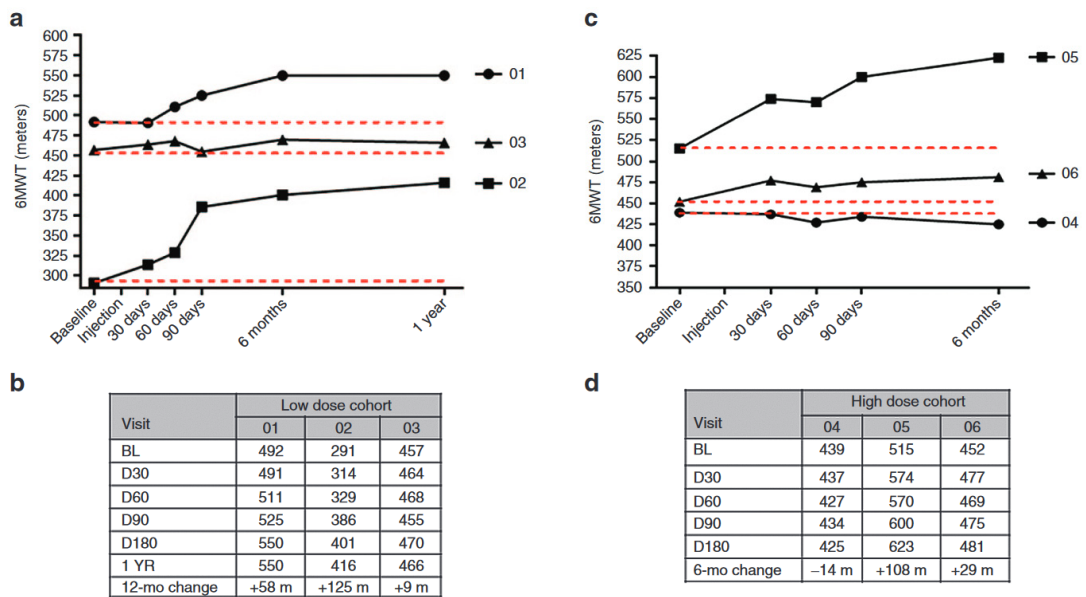 a
600
575
550
525
500
475
450
425
400
375
350
325
300
6MWT (meters)
Baseline
Injection
30 days
60 days
90 days
6 months
1 year
01
03
02
b
Visit Low dose cohort
01 02 03
BL 492 291 457
D30 491 314 464
D60 511 329 468
D90 525 386 455
D180 550 401 470
1 YR 550 416 466
12-mo change +58 m +125 m +9 m
c
625
600
575
550
525
500
475
450
425
400
375
350
6MWT (meters)
Baseline
Injection
30 days
60 days
90 days
6 months
05
06
04
d
Visit High dose cohort
04 05 06
BL 439 515 452
D30 437 574 477
D60 427 570 469
D90 434 600 475
D180 425 623 481
6-mo change −14 m +108 m +29 m